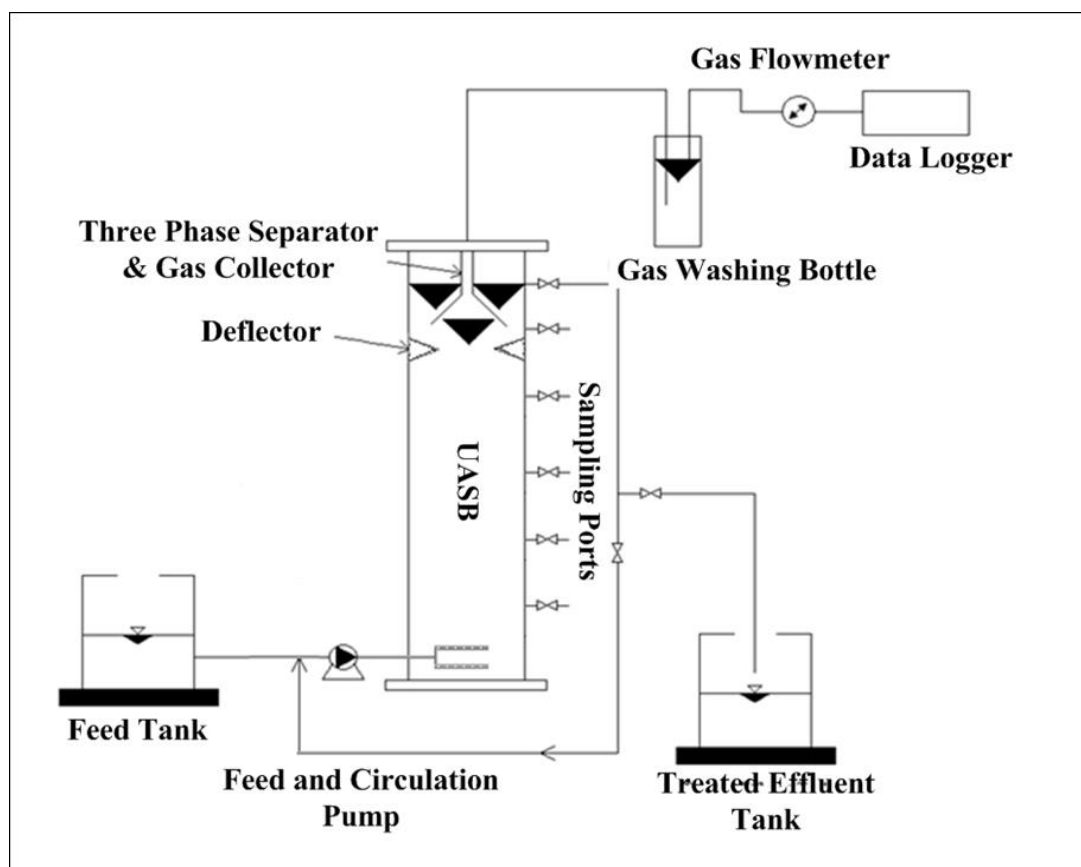 Gas Flowmeter
Data Logger
Three Phase Separator
& Gas Collector
Gas Washing Bottle
Deflector
UASB
Sampling Ports
Feed Tank
Feed and Circulation
Pump
Treated Effluent
Tank